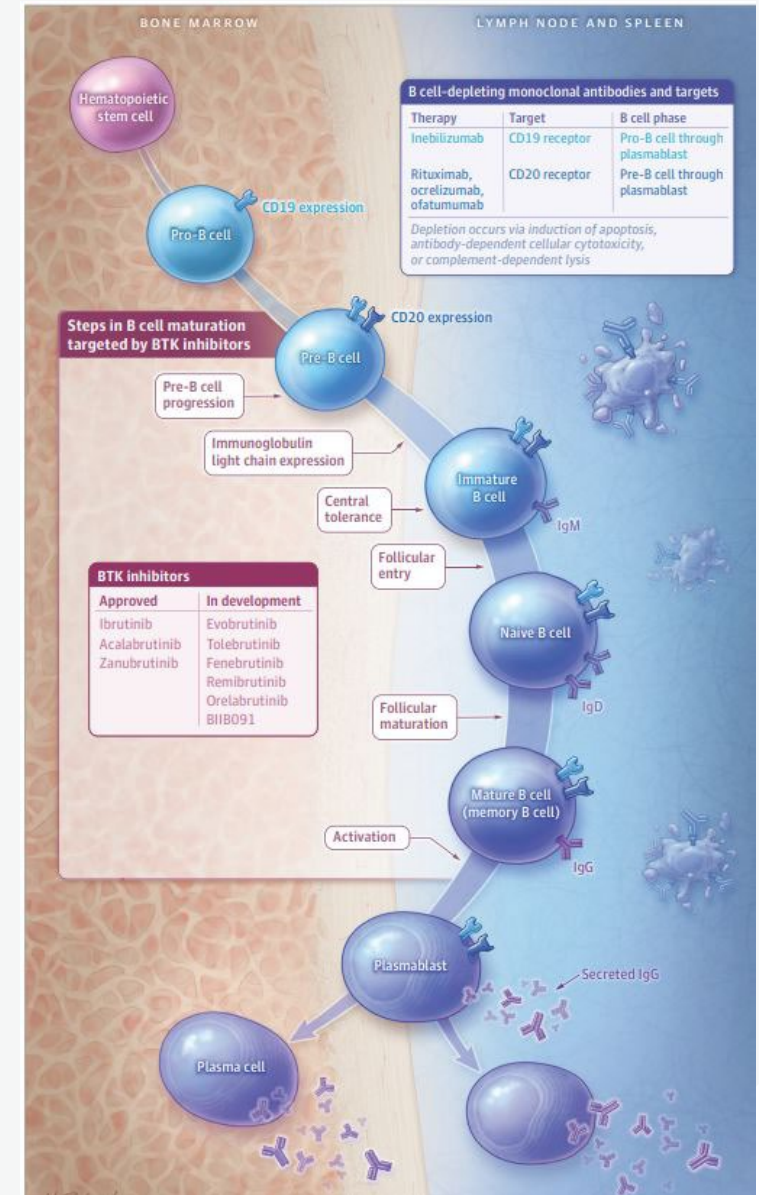 BONE MARROW
LYMPH NODE AND SPLEEN
Hematopoietic
stem cell
B cell-depleting monoclonal antibodies and targets
Therapy Target B cell phase
Inebilizumab CD19 receptor Pro-B cell through
plasmablast
Rituximab, CD20 receptor Pre-B cell through
ocrelizumab, plasmablast
ofatumumab
Depletion occurs via induction of apoptosis,
antibody-dependent cellular cytotoxicity,
or complement-dependent lysis
CD19 expression
Pro-B cell
CD20 expression
Steps in B cell maturation
targeted by BTK inhibitors
Pre-B cell
Pre-B cell
progression
Immunoglobulin
light chain expression
Immature
B cell
Central
tolerance
IgM
Follicular
entry
BTK inhibitors
Approved In development
Ibrutinib Evobrutinib
Acalabrutinib Tolebrutinib
Zanubrutinib Fenebrutinib
Remibrutinib
Orelabrutinib
BIIB091
Naive B cell
IgD
Follicular
maturation
Mature B cell
(memory B cell)
Activation
IgG
Plasmablast
Secreted IgG
Plasma cell